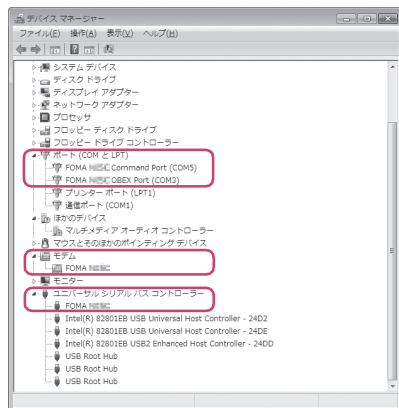 デバイス マネージャー
ファイル(F) 操作(A) 表示(V) ヘルプ(H)
システム デバイス
ディスク ドライブ
ディスプレイ アダプター
ネットワーク アダプター
プロセッサ
フロッピー ディスク ドライブ
フロッピー ドライブ コントローラー
ポート (COM と LPT)
FOMA Command Port (COM5)
FOMA OBEX Port (COM3)
プリンター ポート (LPT1)
通信ポート (COM1)
ほかのデバイス
マルチメディア オーディオ コントローラー
マウスとそのほかのポインティング デバイス
モデム
FOMA
モニター
ユニバーサル シリアル バス コントローラー
FOMA
Intel(R) 82801EB USB Universal Host Controller - 24D2
Intel(R) 82801EB USB Universal Host Controller - 24DE
Intel(R) 82801EB USB2 Enhanced Host Controller - 24DD
USB Root Hub
USB Root Hub
USB Root Hub